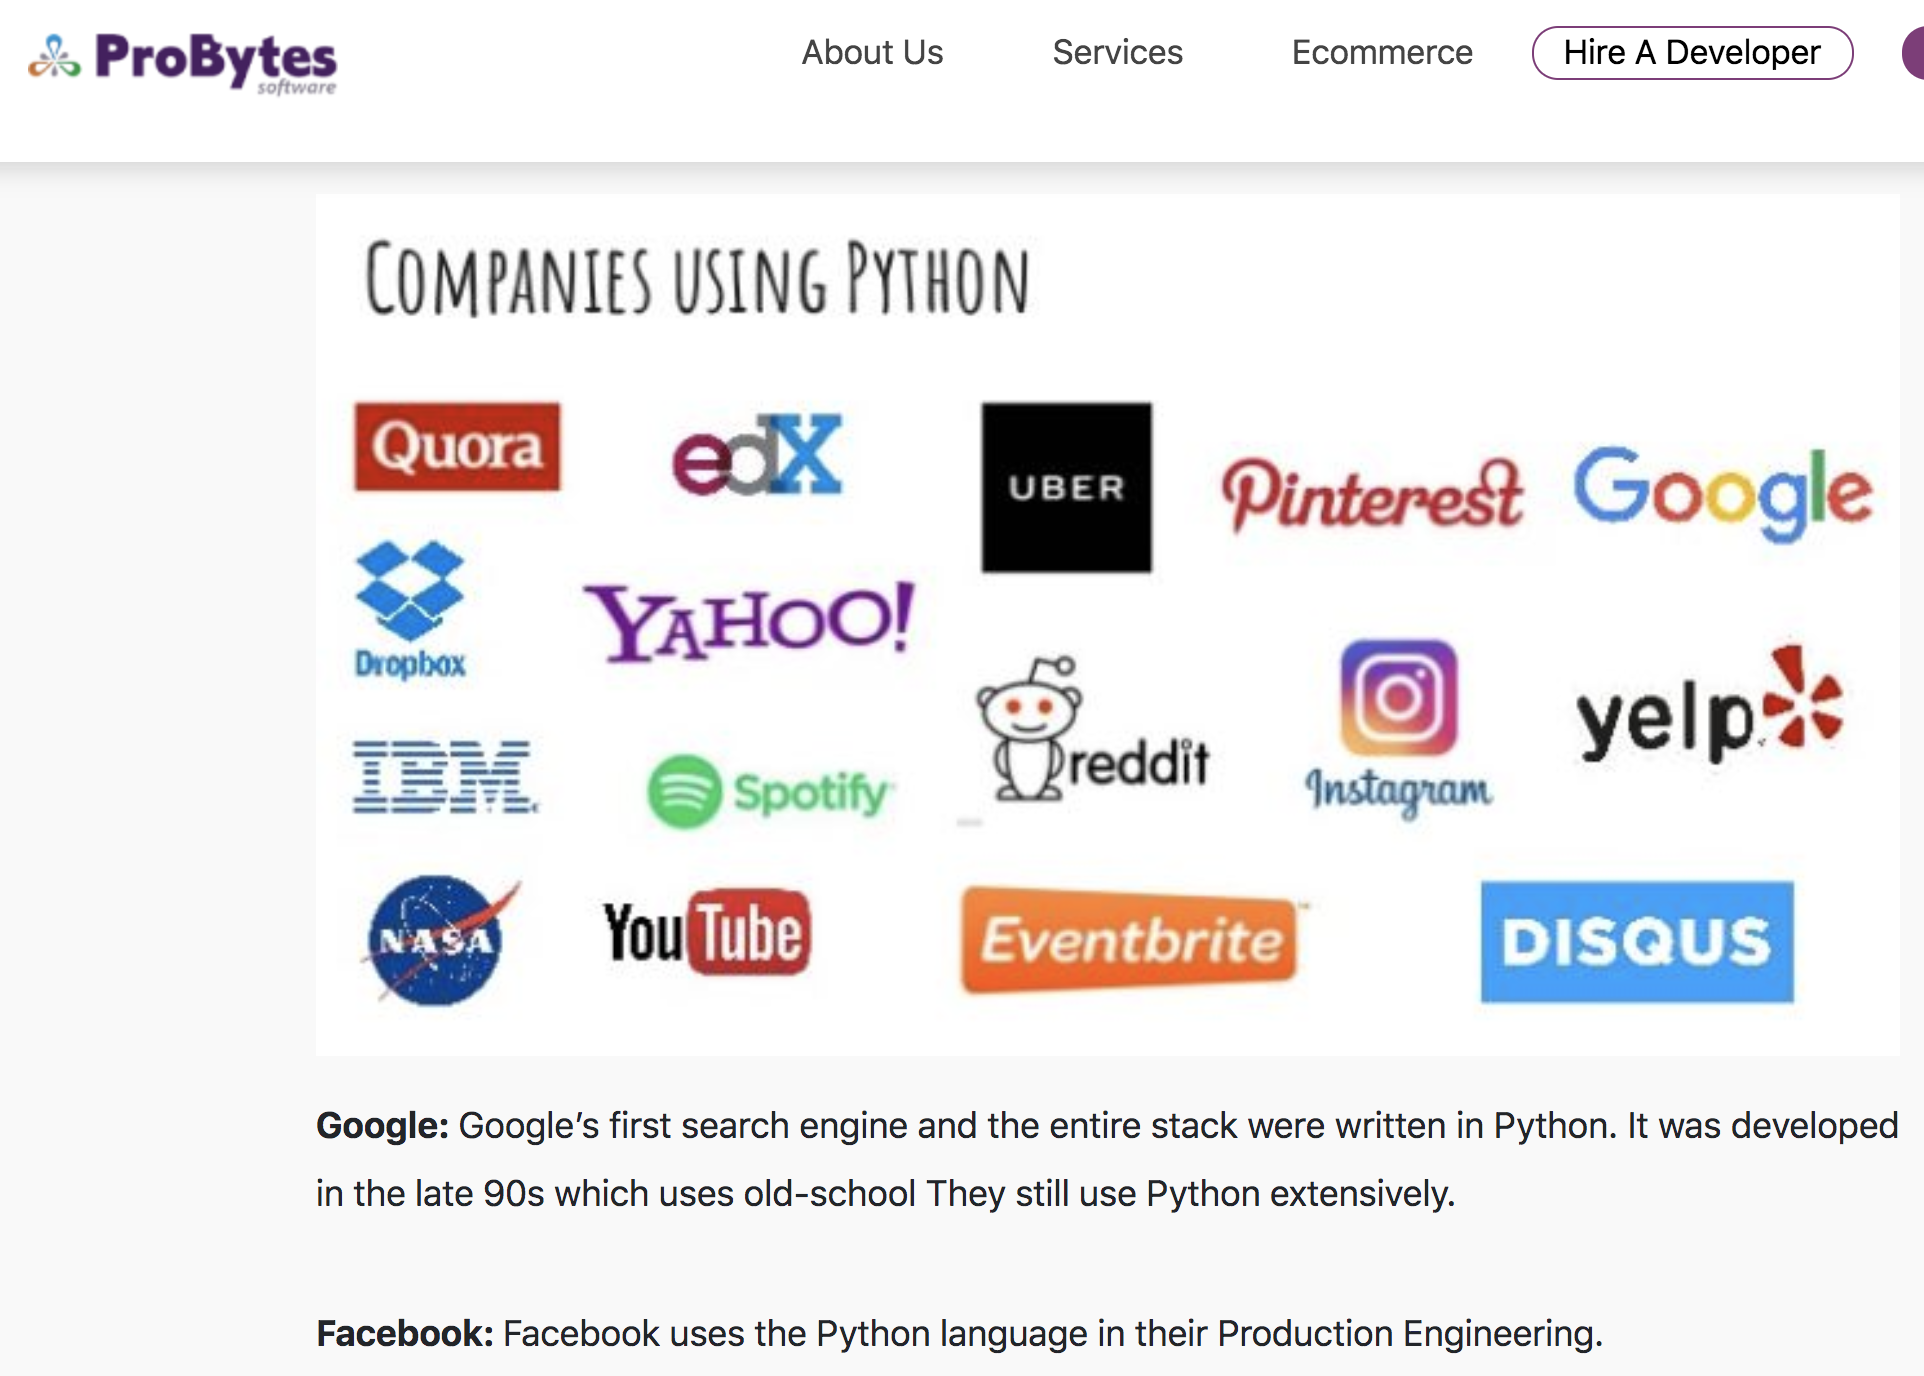 ProBytes
software
About Us
Services
Ecommerce
Hire A Developer
COMPANIES USING PYTHON
Quora
edX
UBER
Pinterest
Google
Dropbox
YAHOO!
reddit
Instagram
yelp
IBM
Spotify
NASA
YouTube
Eventbrite
DISQUS
Google: Google’s first search engine and the entire stack were written in Python. It was developed
in the late 90s which uses old-school They still use Python extensively.
Facebook: Facebook uses the Python language in their Production Engineering.